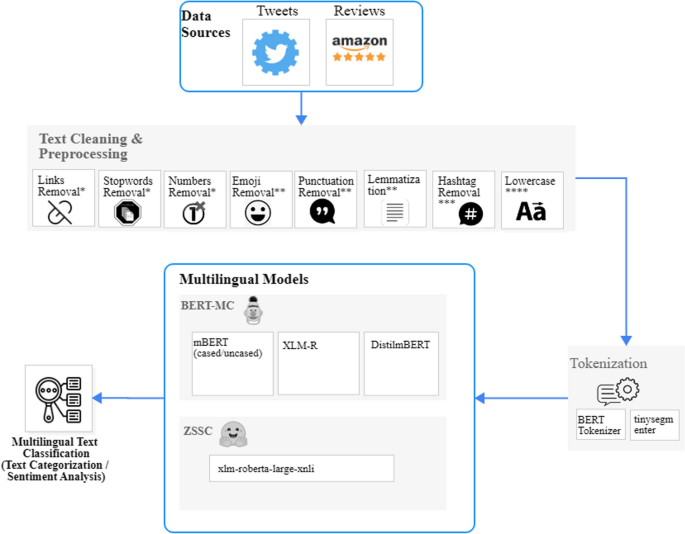 Data
Sources
Tweets
Reviews
amazon
Text Cleaning &
Preprocessing
Links
Removal*
Stopwords
Removal*
Numbers
Removal*
Emoji
Removal**
Punctuation
Removal**
Lemmatiza
tion**
Hashtag
Removal
***
#
Lowercase
****
Aa
Multilingual Models
BERT-MC
mBERT
(cased/uncased)
XLM-R
DistilmBERT
ZSSC
xlm-roberta-large-xnli
Tokenization
BERT
Tokenizer
tinysegm
enter
Multilingual Text
Classification
(Text Categorization /
Sentiment Analysis)